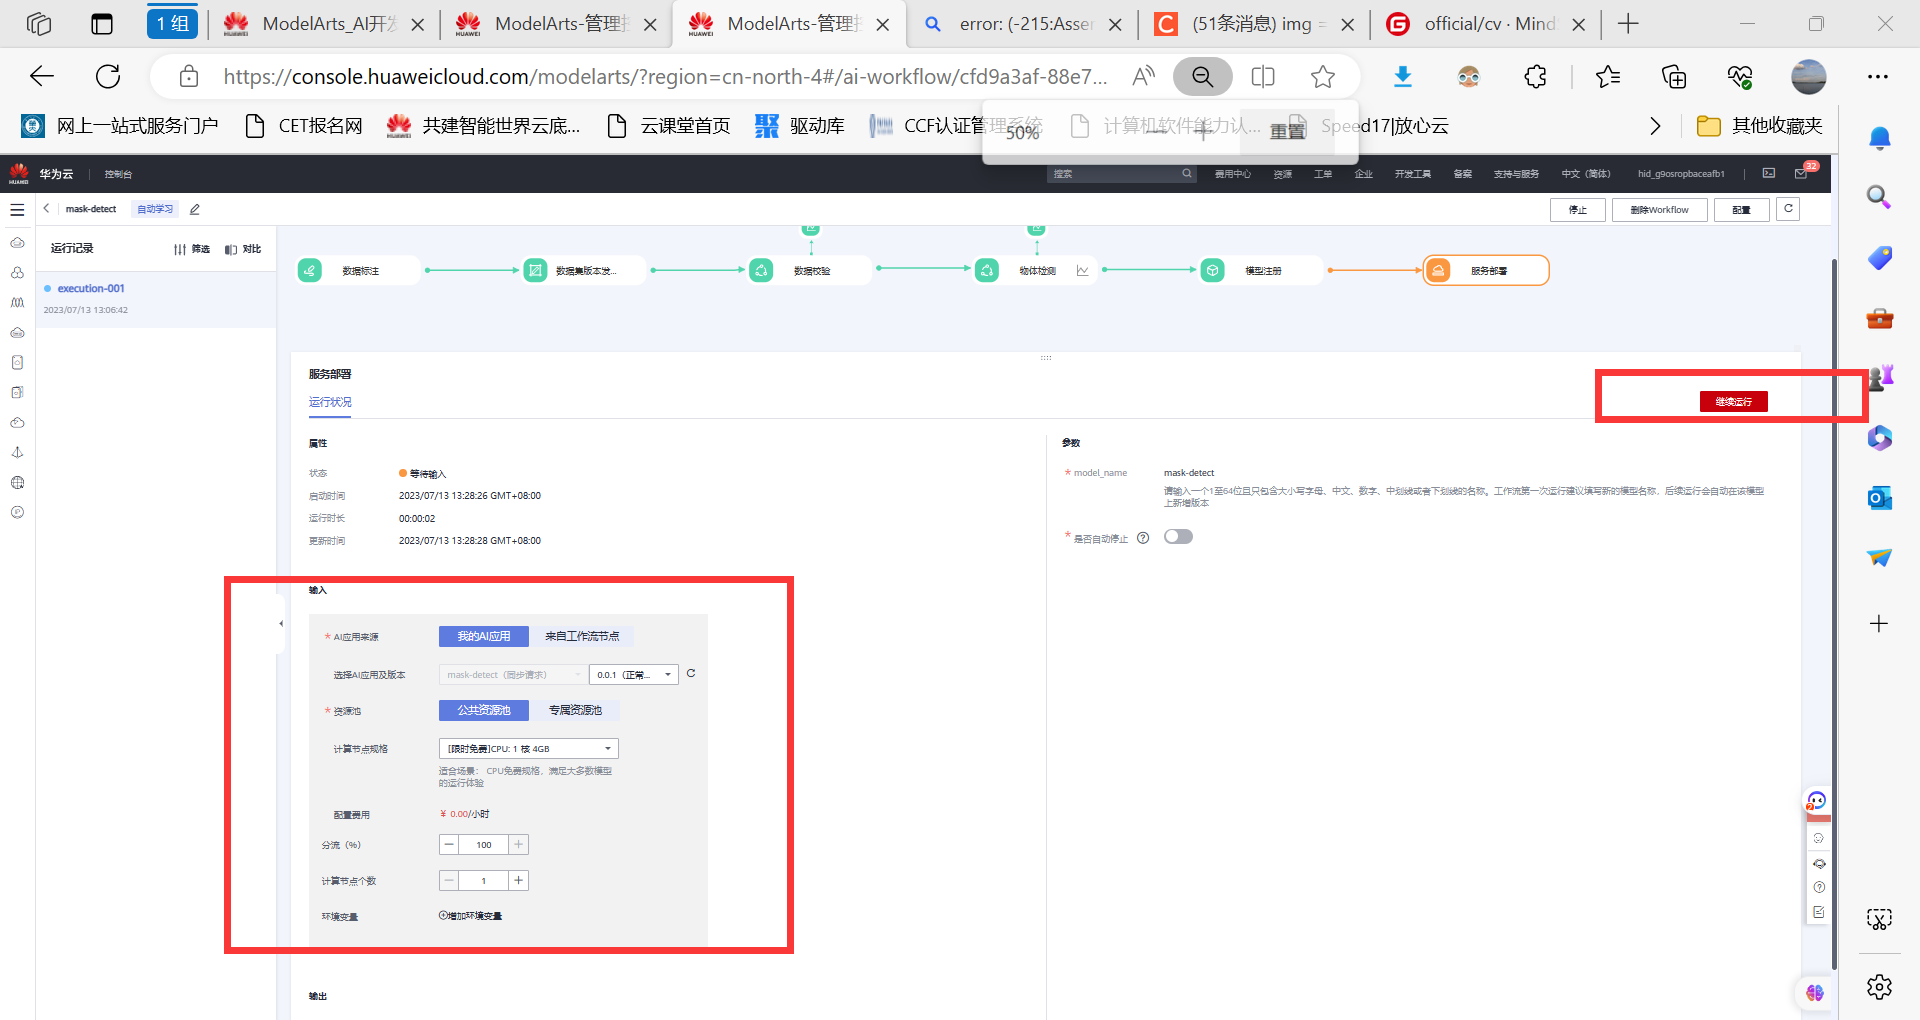 1 组
ModelArts_AI开发
ModelArts-管理控
ModelArts-管理控
error: (-215:Asser
(51条消息) img =
official/cv · Mind
https://console.huaweicloud.com/modelarts/?region=cn-north-4#/ai-workflow/cfd9a3af-88e7...
网上一站式服务门户
CET报名网
共建智能世界云底...
云课堂首页
驱动库
CCF认证管理系统
计算机软件能力认...
Speed17|放心云
其他收藏夹
50%
重置
华为云
控制台
搜索
费用中心
资源
工单
企业
开发工具
备案
支持与服务
中文（简体）
hid_g9osropbaceafb1
32
mask-detect
自动学习
停止
删除Workflow
配置
运行记录
筛选
对比
execution-001
2023/07/13 13:06:42
数据标注
数据集版本发...
数据校验
物体检测
模型注册
服务部署
服务部署
运行状况
继续运行
属性
状态
等待输入
启动时间
2023/07/13 13:28:26 GMT+08:00
运行时长
00:00:02
更新时间
2023/07/13 13:28:28 GMT+08:00
参数
* model_name
mask-detect
请输入一个1至64位且只包含大小写字母、中文、数字、中划线或者下划线的名称。工作流第一次运行建议填写新的模型名称，后续运行会自动在该模型
上新增版本
* 是否自动停止
输入
* AI应用来源
我的AI应用
来自工作流节点
选择AI应用及版本
mask-detect（同步请求）
0.0.1（正常...
* 资源池
公共资源池
专属资源池
计算节点规格
[限时免费]CPU: 1 核 4GB
适合场景： CPU免费规格，满足大多数模型
的运行体验
配置费用
¥ 0.00/小时
分流（%）
100
计算节点个数
1
环境变量
增加环境变量
输出
2